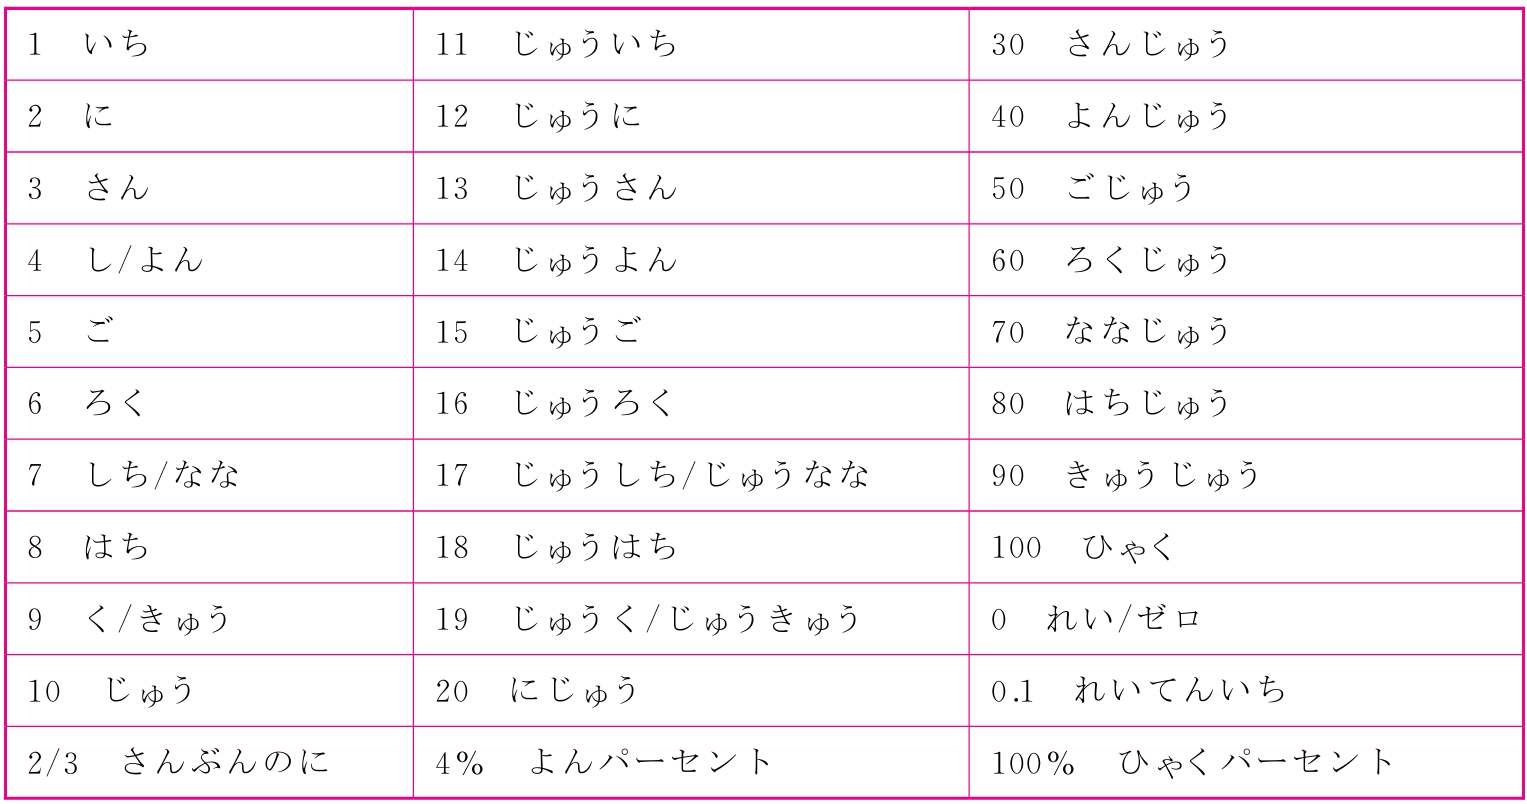 1 いち 11 じゅういち 30 さんじゅう
2 に 12 じゅうに 40 よんじゅう
3 さん 13 じゅうさん 50 ごじゅう
4 し/よん 14 じゅうよん 60 ろくじゅう
5 ご 15 じゅうご 70 ななじゅう
6 ろく 16 じゅうろく 80 はちじゅう
7 しち/なな 17 じゅうしち/じゅうなな 90 きゅうじゅう
8 はち 18 じゅうはち 100 ひゃく
9 く/きゅう 19 じゅうく/じゅうきゅう 0 れい/ゼロ
10 じゅう 20 にじゅう 0.1 れいてんいち
2/3 さんぶんのに 4% よんパーセント 100% ひゃくパーセント